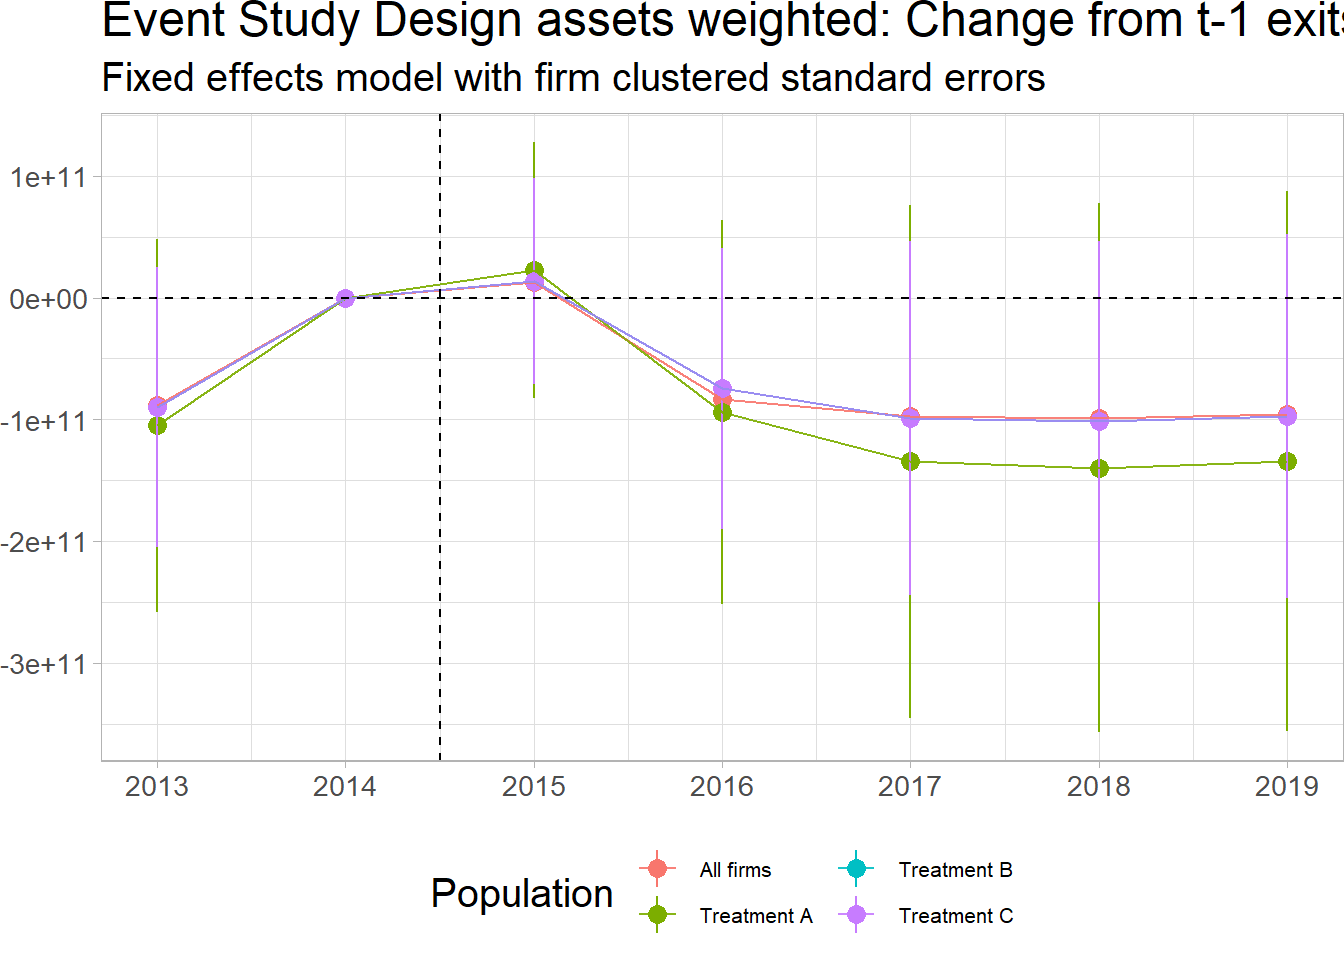 Event Study Design assets weighted: Change from t-1 exits
Fixed effects model with firm clustered standard errors
1e+11
0e+00
-1e+11
-2e+11
-3e+11
2013 2014 2015 2016 2017 2018 2019
Population
All firms
Treatment A
Treatment B
Treatment C